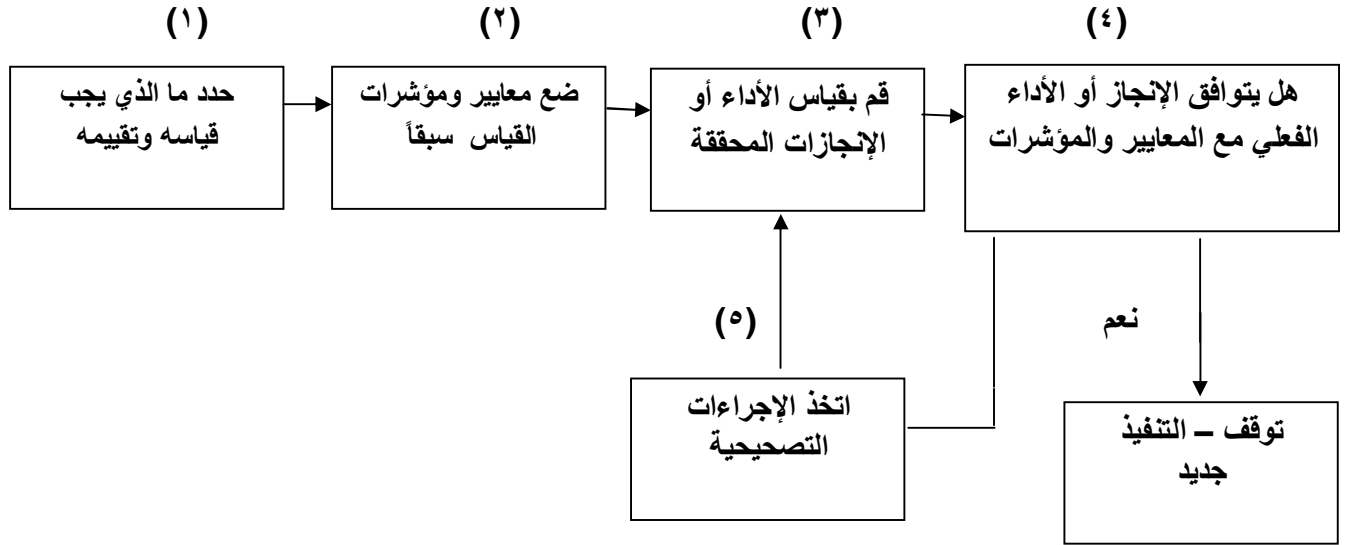 (١)
(٢)
(٣)
(٤)
حدد ما الذي يجب
قياسه وتقييمه
ضع معايير ومؤشرات
القياس سبقاً
قم بقياس الأداء أو
الإنجازات المحققة
هل يتوافق الإنجاز أو الأداء
الفعلي مع المعايير والمؤشرات
(٥)
نعم
اتخذ الإجراءات
التصحيحية
توقف – التنفيذ
جديد